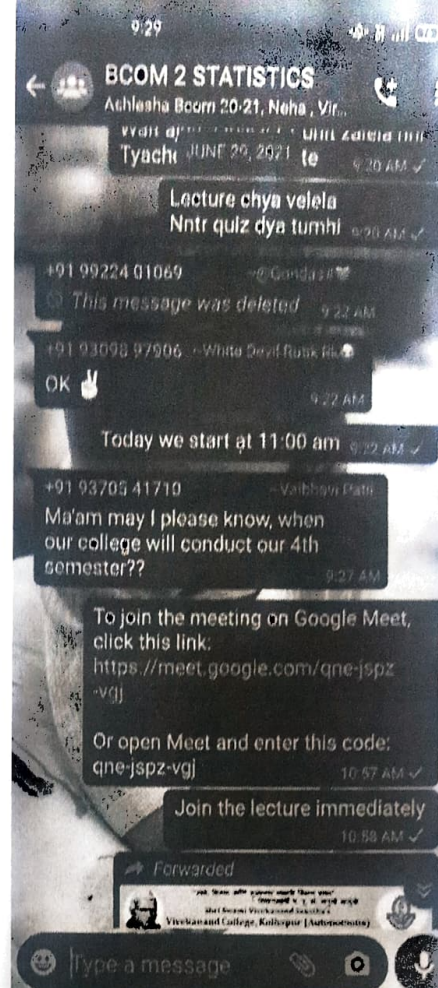 9:29
BCOM 2 STATISTICS
Achlesha Bcom 20-21, Neha, Vir...
JUNE 29, 2021
Tyach te
9:20 AM
Lecture chya velela
Nntr quiz dya tumhi 9:20 AM
+91 99224 01069
This message was deleted 9:22 AM
+91 93098 97906 ~White Devil
OK ✌
9:22 AM
Today we start at 11:00 am 9:22 AM
+91 93705 41710 ~Vaibhavi Patil
Ma'am may I please know, when
our college will conduct our 4th
semester??
9:27 AM
To join the meeting on Google Meet,
click this link:
https://meet.google.com/qne-jspz
-vgj
Or open Meet and enter this code:
qne-jspz-vgj
10:57 AM
Join the lecture immediately
10:58 AM
Forwarded
Vivekanand College, Kolhapur (Autonomous)
Type a message